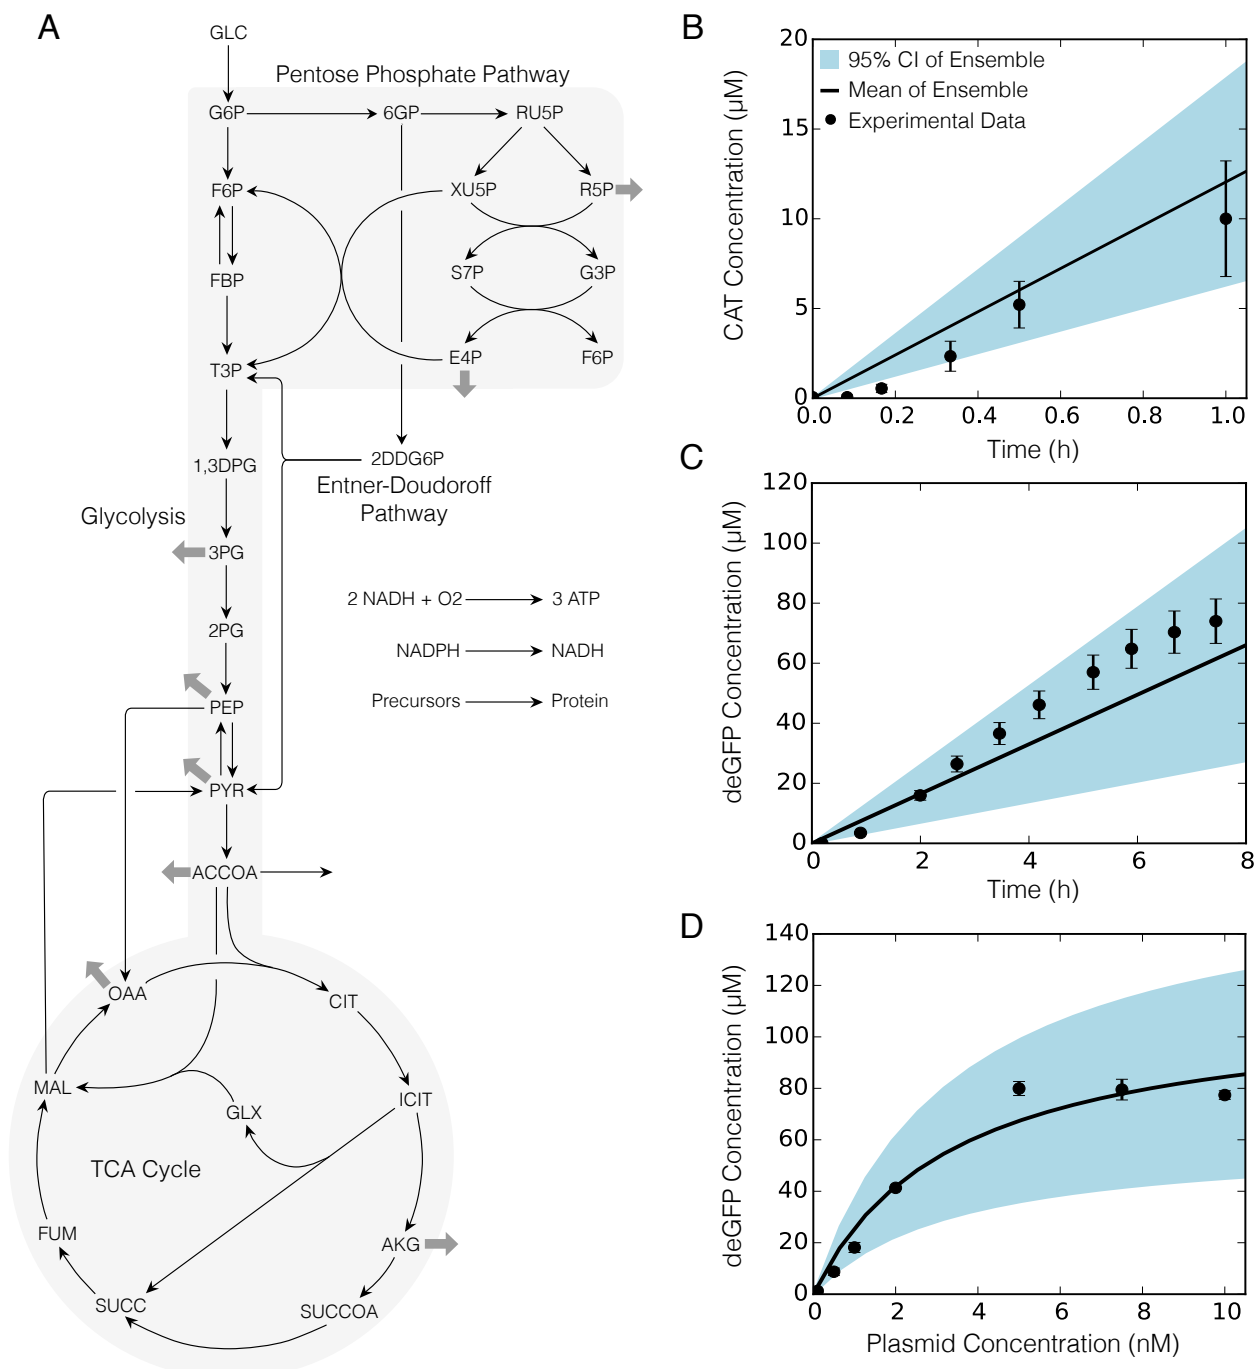 A
GLC
Pentose Phosphate Pathway
G6P
6GP
RU5P
F6P
XU5P
R5P
FBP
S7P
G3P
T3P
E4P
F6P
1,3DPG
2DDG6P
Entner-Doudoroff
Pathway
Glycolysis
3PG
2 NADH + O2
3 ATP
2PG
NADPH
NADH
PEP
Precursors
Protein
PYR
ACCOA
OAA
CIT
MAL
GLX
ICIT
TCA Cycle
FUM
AKG
SUCC
SUCCOA
B
CAT Concentration (µM)
20
15
10
5
0
95% CI of Ensemble
Mean of Ensemble
Experimental Data
0.0 0.2 0.4 0.6 0.8 1.0
Time (h)
C
deGFP Concentration (µM)
120
100
80
60
40
20
0
0 2 4 6 8
Time (h)
D
deGFP Concentration (µM)
140
120
100
80
60
40
20
0
0 2 4 6 8 10
Plasmid Concentration (nM)